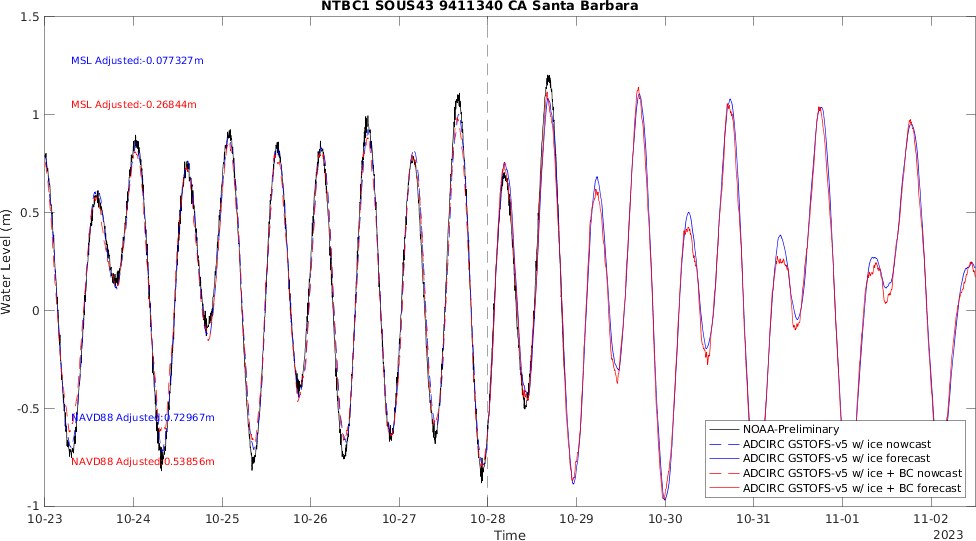 NTBC1 SOUS43 9411340 CA Santa Barbara
1.5
1
0.5
0
-0.5
-1
Water Level (m)
MSL Adjusted:-0.077327m
MSL Adjusted:-0.26844m
NAVD88 Adjusted:0.72967m
NAVD88 Adjusted:0.53856m
NOAA-Preliminary
ADCIRC GSTOFS-v5 w/ ice nowcast
ADCIRC GSTOFS-v5 w/ ice forecast
ADCIRC GSTOFS-v5 w/ ice + BC nowcast
ADCIRC GSTOFS-v5 w/ ice + BC forecast
10-23 10-24 10-25 10-26 10-27 10-28 10-29 10-30 10-31 11-01 11-02
Time
2023